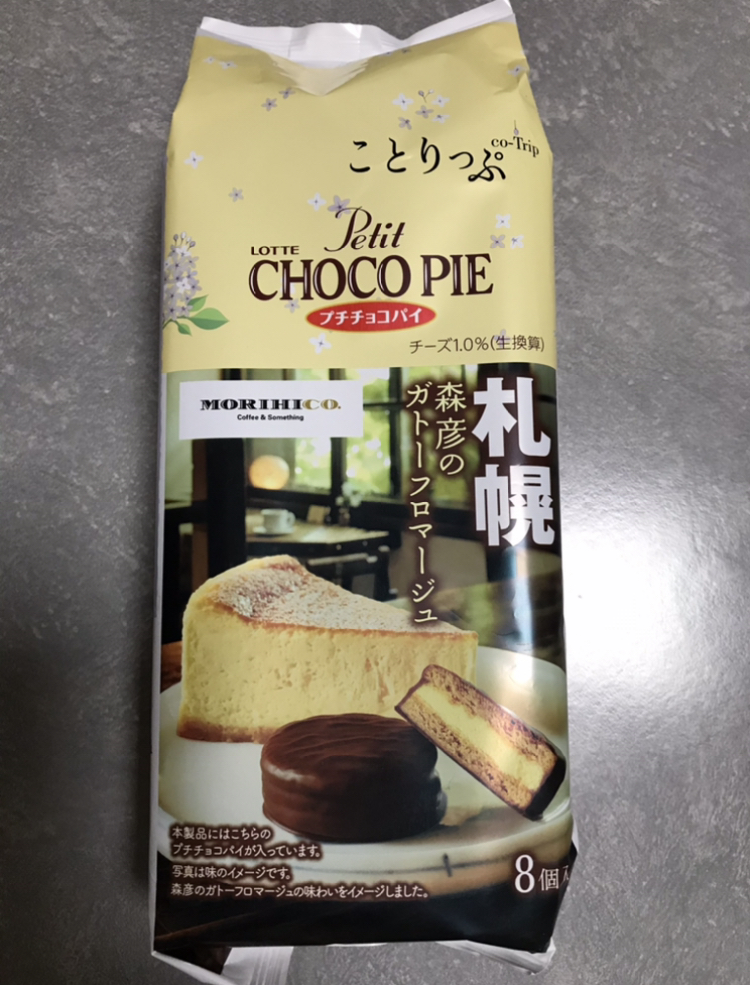 ことりっぷ
co-Trip
Petit
LOTTE
CHOCO PIE
プチチョコパイ
チーズ1.0%(生換算)
MORIHICO.
Coffee & Something
札幌
森彦の
ガトーフロマージュ
本製品にはこちらの
プチチョコパイが入っています。
写真は味のイメージです。
森彦のガトーフロマージュの味わいをイメージしました。
8個入